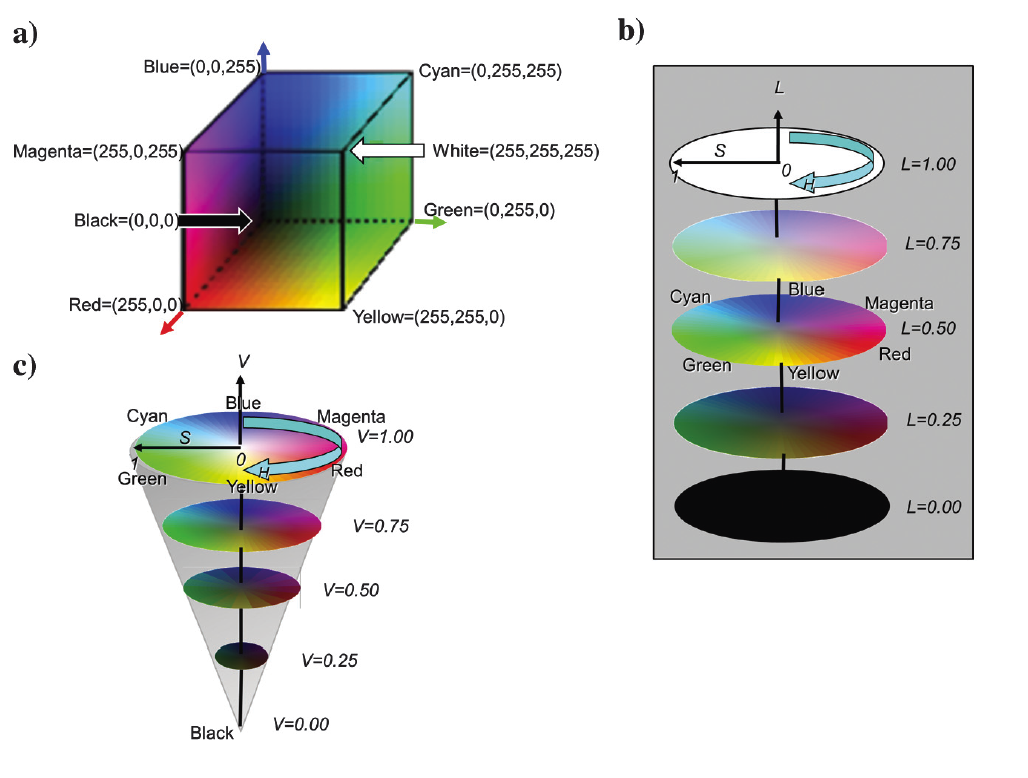 a)
Blue=(0,0,255)
Cyan=(0,255,255)
Magenta=(255,0,255)
White=(255,255,255)
Black=(0,0,0)
Green=(0,255,0)
Red=(255,0,0)
Yellow=(255,255,0)
b)
L
S
0
1
H
L=1.00
L=0.75
Blue
Cyan
Magenta
L=0.50
Green
Yellow
Red
L=0.25
L=0.00
c)
V
Blue
Cyan
Magenta
S
V=1.00
1
0
H
Green
Yellow
Red
V=0.75
V=0.50
V=0.25
Black
V=0.00